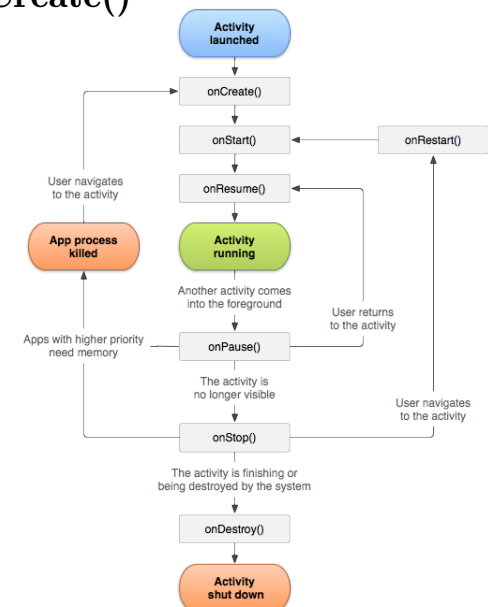 Create()
Activity
launched
onCreate()
onStart()
onRestart()
User navigates
to the activity
onResume()
App process
killed
Activity
running
Another activity comes
into the foreground
User returns
to the activity
Apps with higher priority
need memory
onPause()
The activity is
no longer visible
User navigates
to the activity
onStop()
The activity is finishing or
being destroyed by the system
onDestroy()
Activity
shut down